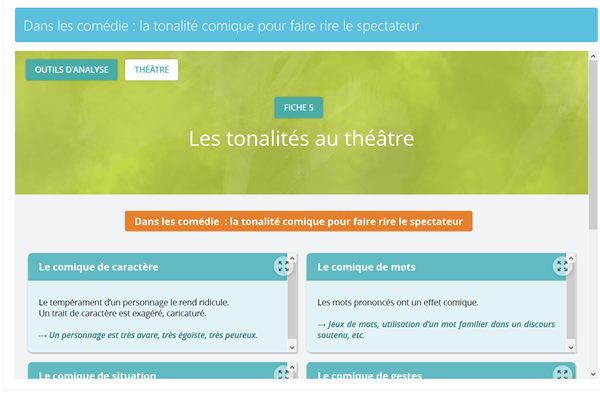 Dans les comédie : la tonalité comique pour faire rire le spectateur
OUTILS D'ANALYSE
THÉÂTRE
FICHE 5
Les tonalités au théâtre
Dans les comédie : la tonalité comique pour faire rire le spectateur
Le comique de caractère
Le tempérament d'un personnage le rend ridicule.
Un trait de caractère est exagéré, caricaturé.
→ Un personnage est très avare, très égoïste, très peureux.
Le comique de mots
Les mots prononcés ont un effet comique.
→ Jeux de mots, utilisation d'un mot familier dans un discours
soutenu, etc.
Le comique de situation
Le comique de gestes